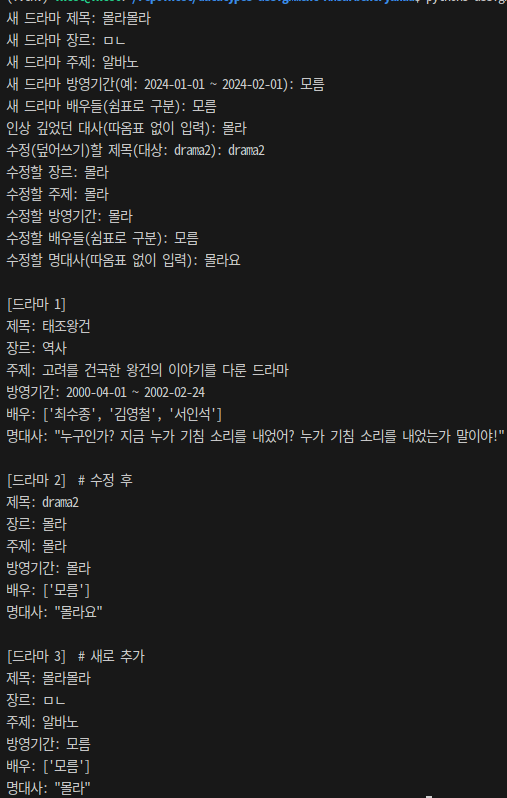 새 드라마 제목: 몰라몰라
새 드라마 장르: ㅁㄴ
새 드라마 주제: 알바노
새 드라마 방영기간(예: 2024-01-01 ~ 2024-02-01): 모름
새 드라마 배우들(쉼표로 구분): 모름
인상 깊었던 대사(따옴표 없이 입력): 몰라
수정(덮어쓰기)할 제목(대상: drama2): drama2
수정할 장르: 몰라
수정할 주제: 몰라
수정할 방영기간: 몰라
수정할 배우들(쉼표로 구분): 모름
수정할 명대사(따옴표 없이 입력): 몰라요
[드라마 1]
제목: 태조왕건
장르: 역사
주제: 고려를 건국한 왕건의 이야기를 다룬 드라마
방영기간: 2000-04-01 ~ 2002-02-24
배우: ['최수종', '김영철', '서인석']
명대사: "누구인가? 지금 누가 기침 소리를 내었어? 누가 기침 소리를 내었는가 말이야!"
[드라마 2] # 수정 후
제목: drama2
장르: 몰라
주제: 몰라
방영기간: 몰라
배우: ['모름']
명대사: "몰라요"
[드라마 3] # 새로 추가
제목: 몰라몰라
장르: ㅁㄴ
주제: 알바노
방영기간: 모름
배우: ['모름']
명대사: "몰라"